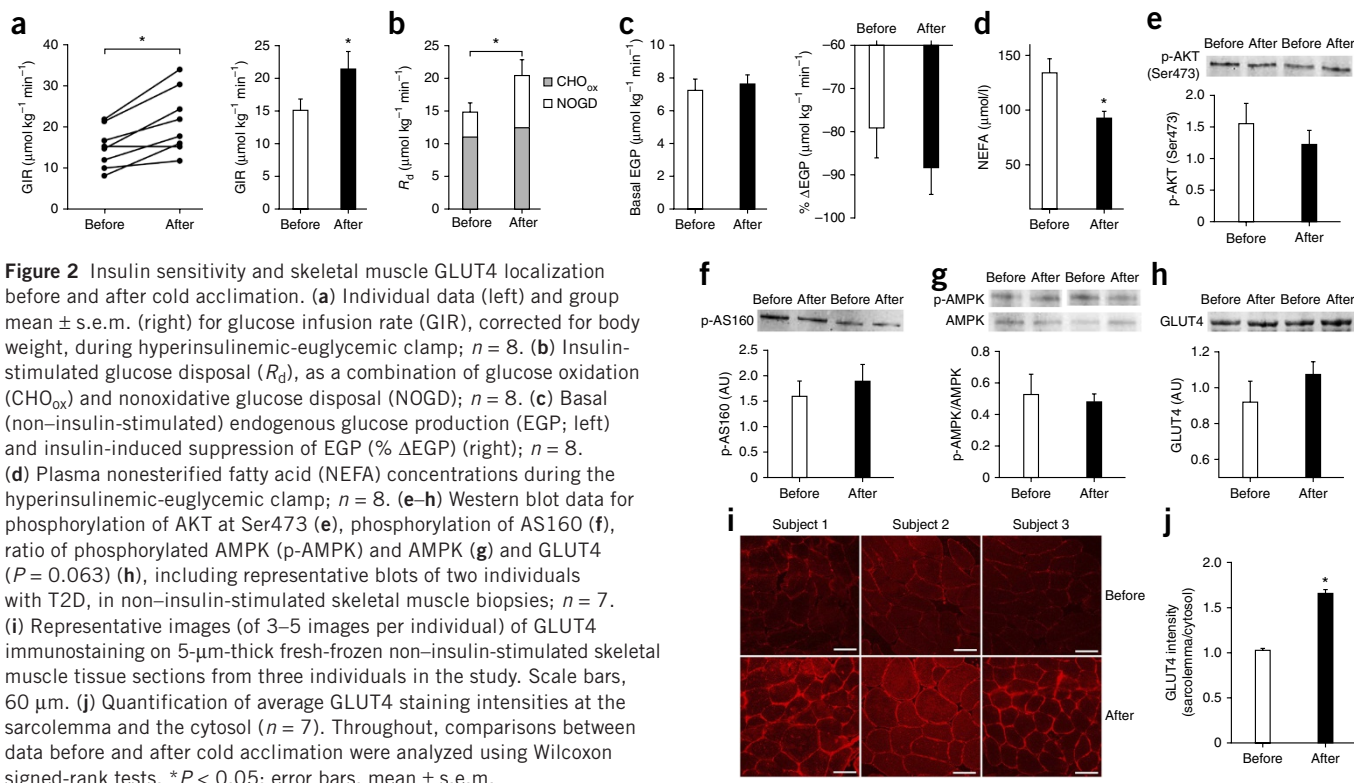 a
*
GIR (μmol kg−1 min−1)
40
30
20
10
0
Before
After
*
GIR (μmol kg−1 min−1)
25
20
15
10
5
0
Before After
b
*
Rd (μmol kg−1 min−1)
25
20
15
10
5
0
Before After
CHOox
NOGD
c
Basal EGP (μmol kg−1 min−1)
10
8
6
4
2
0
Before After
Before After
% ΔEGP (μmol kg−1 min−1)
−60
−70
−80
−90
−100
d
*
NEFA (μmol/l)
150
100
50
Before After
e
Before After Before After
p-AKT
(Ser473)
p-AKT (Ser473)
2.0
1.5
1.0
0.5
0
Before
After
Figure 2 Insulin sensitivity and skeletal muscle GLUT4 localization
before and after cold acclimation. (a) Individual data (left) and group
mean ± s.e.m. (right) for glucose infusion rate (GIR), corrected for body
weight, during hyperinsulinemic-euglycemic clamp; n = 8. (b) Insulin-
stimulated glucose disposal (Rd), as a combination of glucose oxidation
(CHOox) and nonoxidative glucose disposal (NOGD); n = 8. (c) Basal
(non–insulin-stimulated) endogenous glucose production (EGP; left)
and insulin-induced suppression of EGP (% ΔEGP) (right); n = 8.
(d) Plasma nonesterified fatty acid (NEFA) concentrations during the
hyperinsulinemic-euglycemic clamp; n = 8. (e–h) Western blot data for
phosphorylation of AKT at Ser473 (e), phosphorylation of AS160 (f),
ratio of phosphorylated AMPK (p-AMPK) and AMPK (g) and GLUT4
(P = 0.063) (h), including representative blots of two individuals
with T2D, in non–insulin-stimulated skeletal muscle biopsies; n = 7.
(i) Representative images (of 3–5 images per individual) of GLUT4
immunostaining on 5-μm-thick fresh-frozen non–insulin-stimulated skeletal
muscle tissue sections from three individuals in the study. Scale bars,
60 μm. (j) Quantification of average GLUT4 staining intensities at the
sarcolemma and the cytosol (n = 7). Throughout, comparisons between
data before and after cold acclimation were analyzed using Wilcoxon
signed-rank tests. *P < 0.05; error bars, mean ± s.e.m.
f
Before After Before After
p-AS160
p-AS160 (AU)
2.5
2.0
1.5
1.0
0.5
0
Before
After
g
Before After Before After
p-AMPK
AMPK
p-AMPK/AMPK
0.8
0.6
0.4
0.2
0
Before
After
h
Before After Before After
GLUT4
GLUT4 (AU)
1.2
1.0
0.8
0.6
Before
After
i
Subject 1
Subject 2
Subject 3
Before
After
j
*
GLUT4 intensity
(sarcolemma/cytosol)
2.0
1.5
1.0
0.5
0
Before
After